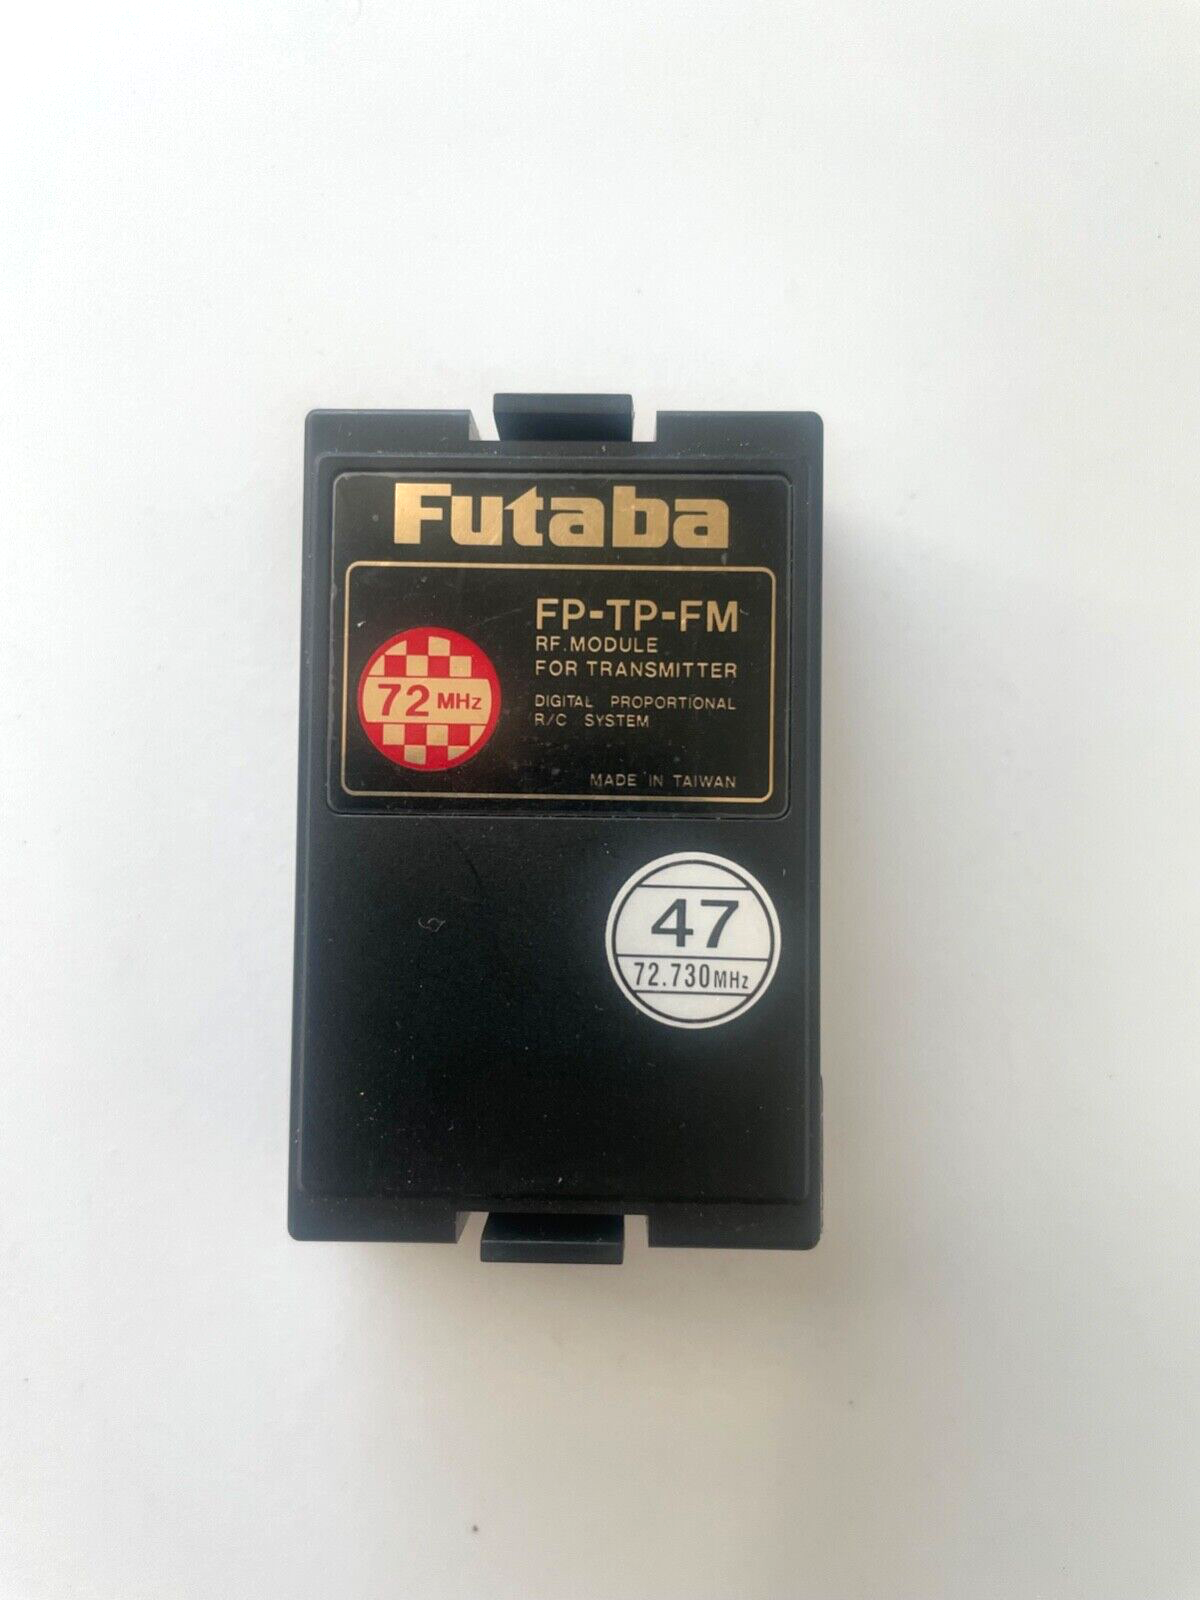 Futaba
FP-TP-FM
RF. MODULE
FOR TRANSMITTER
72 MHz
DIGITAL PROPORTIONAL
R/C SYSTEM
MADE IN TAIWAN
47
72.730MHz